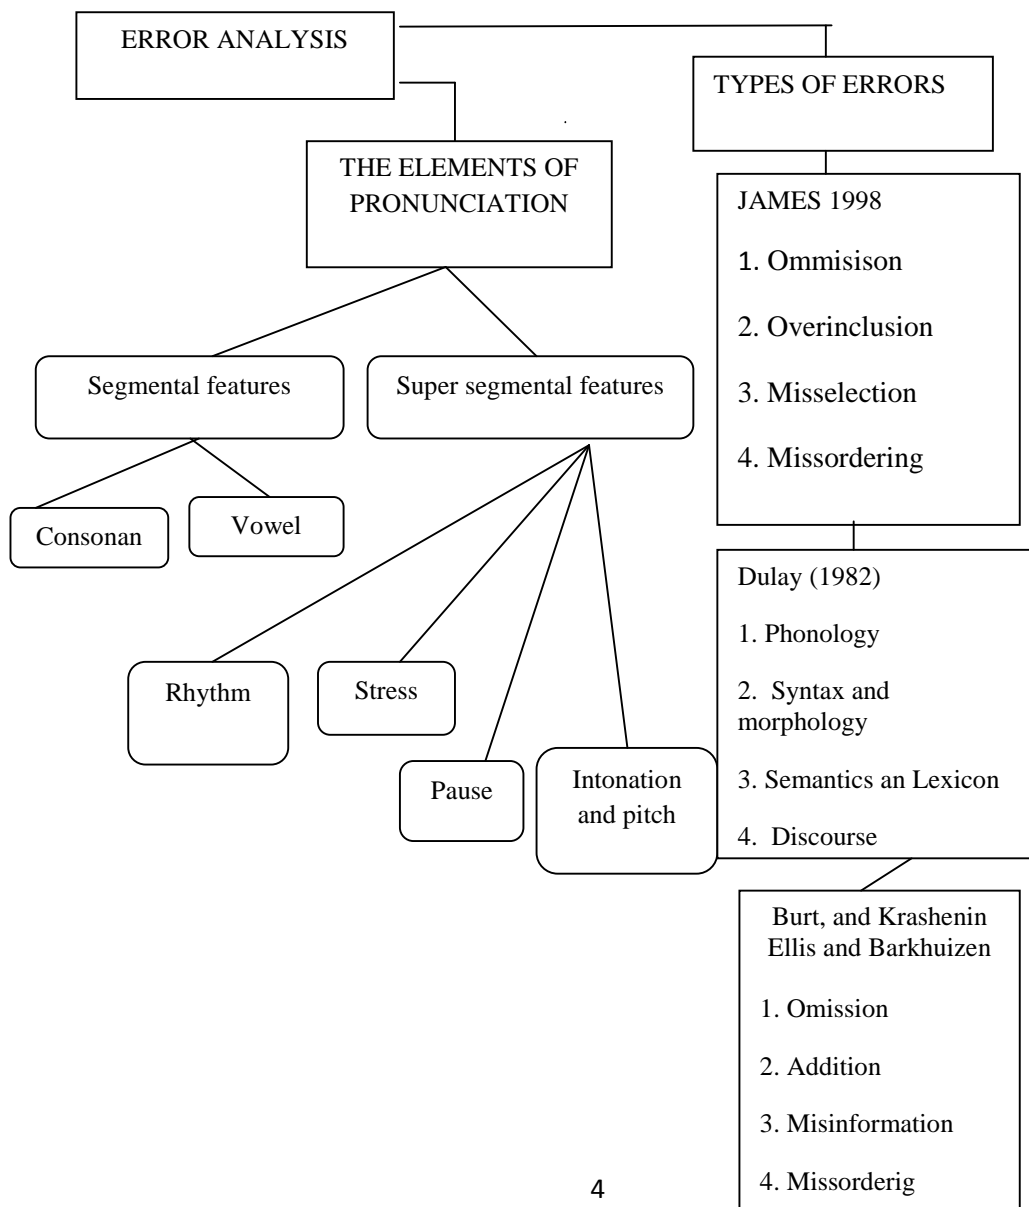 ERROR ANALYSIS
THE ELEMENTS OF
PRONUNCIATION
Segmental features
Super segmental features
Consonan
Vowel
Rhythm
Stress
Pause
Intonation
and pitch
TYPES OF ERRORS
JAMES 1998
1. Ommisison
2. Overinclusion
3. Misselection
4. Missordering
Dulay (1982)
1. Phonology
2. Syntax and
morphology
3. Semantics an Lexicon
4. Discourse
Burt, and Krashenin
Ellis and Barkhuizen
1. Omission
2. Addition
3. Misinformation
4. Missorderig
4